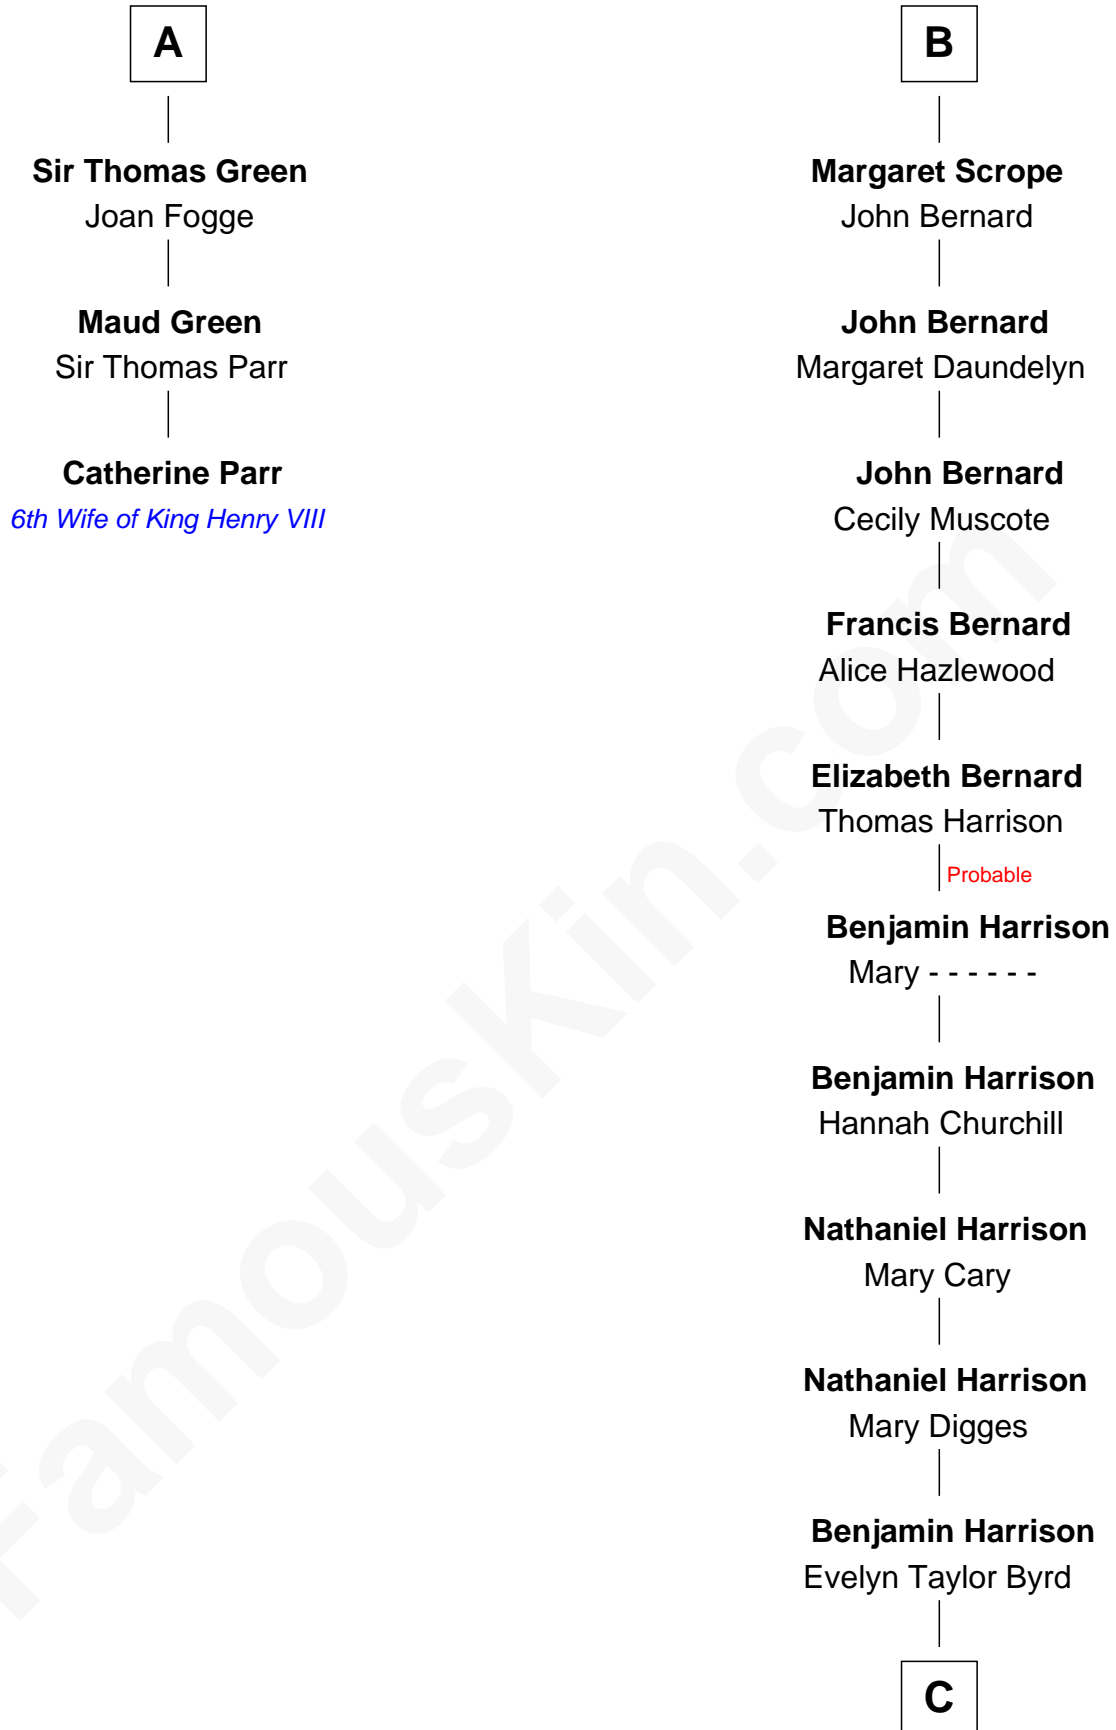 A
Sir Thomas Green
Joan Fogge
Maud Green
Sir Thomas Parr
Catherine Parr
6th Wife of King Henry VIII
B
Margaret Scrope
John Bernard
John Bernard
Margaret Daundelyn
John Bernard
Cecily Muscote
Francis Bernard
Alice Hazlewood
Elizabeth Bernard
Thomas Harrison
Probable
Benjamin Harrison
Mary - - - - - -
Benjamin Harrison
Hannah Churchill
Nathaniel Harrison
Mary Cary
Nathaniel Harrison
Mary Digges
Benjamin Harrison
Evelyn Taylor Byrd
C
FamousKin.com